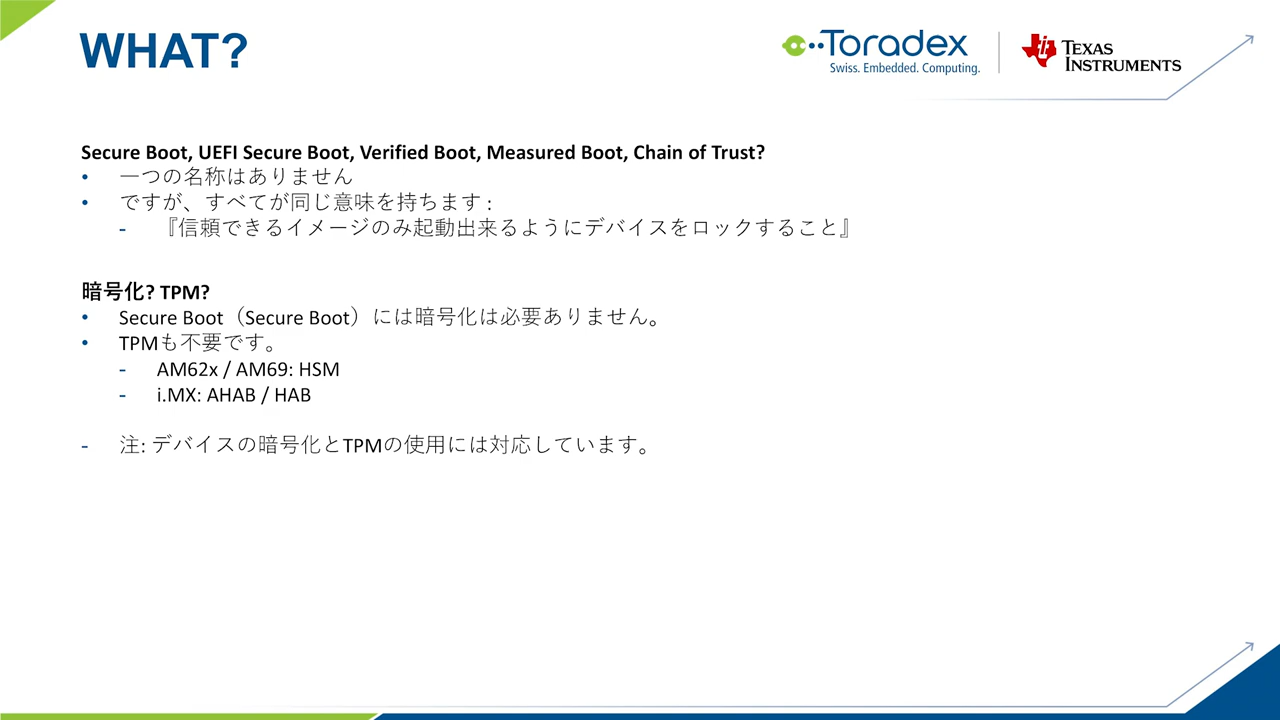 WHAT?
Toradex
Swiss. Embedded. Computing.
TEXAS
INSTRUMENTS
Secure Boot, UEFI Secure Boot, Verified Boot, Measured Boot, Chain of Trust?
• 一つの名称はありません
• ですが、すべてが同じ意味を持ちます :
- 『信頼できるイメージのみ起動出来るようにデバイスをロックすること』
暗号化? TPM?
• Secure Boot（Secure Boot）には暗号化は必要ありません。
• TPMも不要です。
- AM62x / AM69: HSM
- i.MX: AHAB / HAB
- 注: デバイスの暗号化とTPMの使用には対応しています。